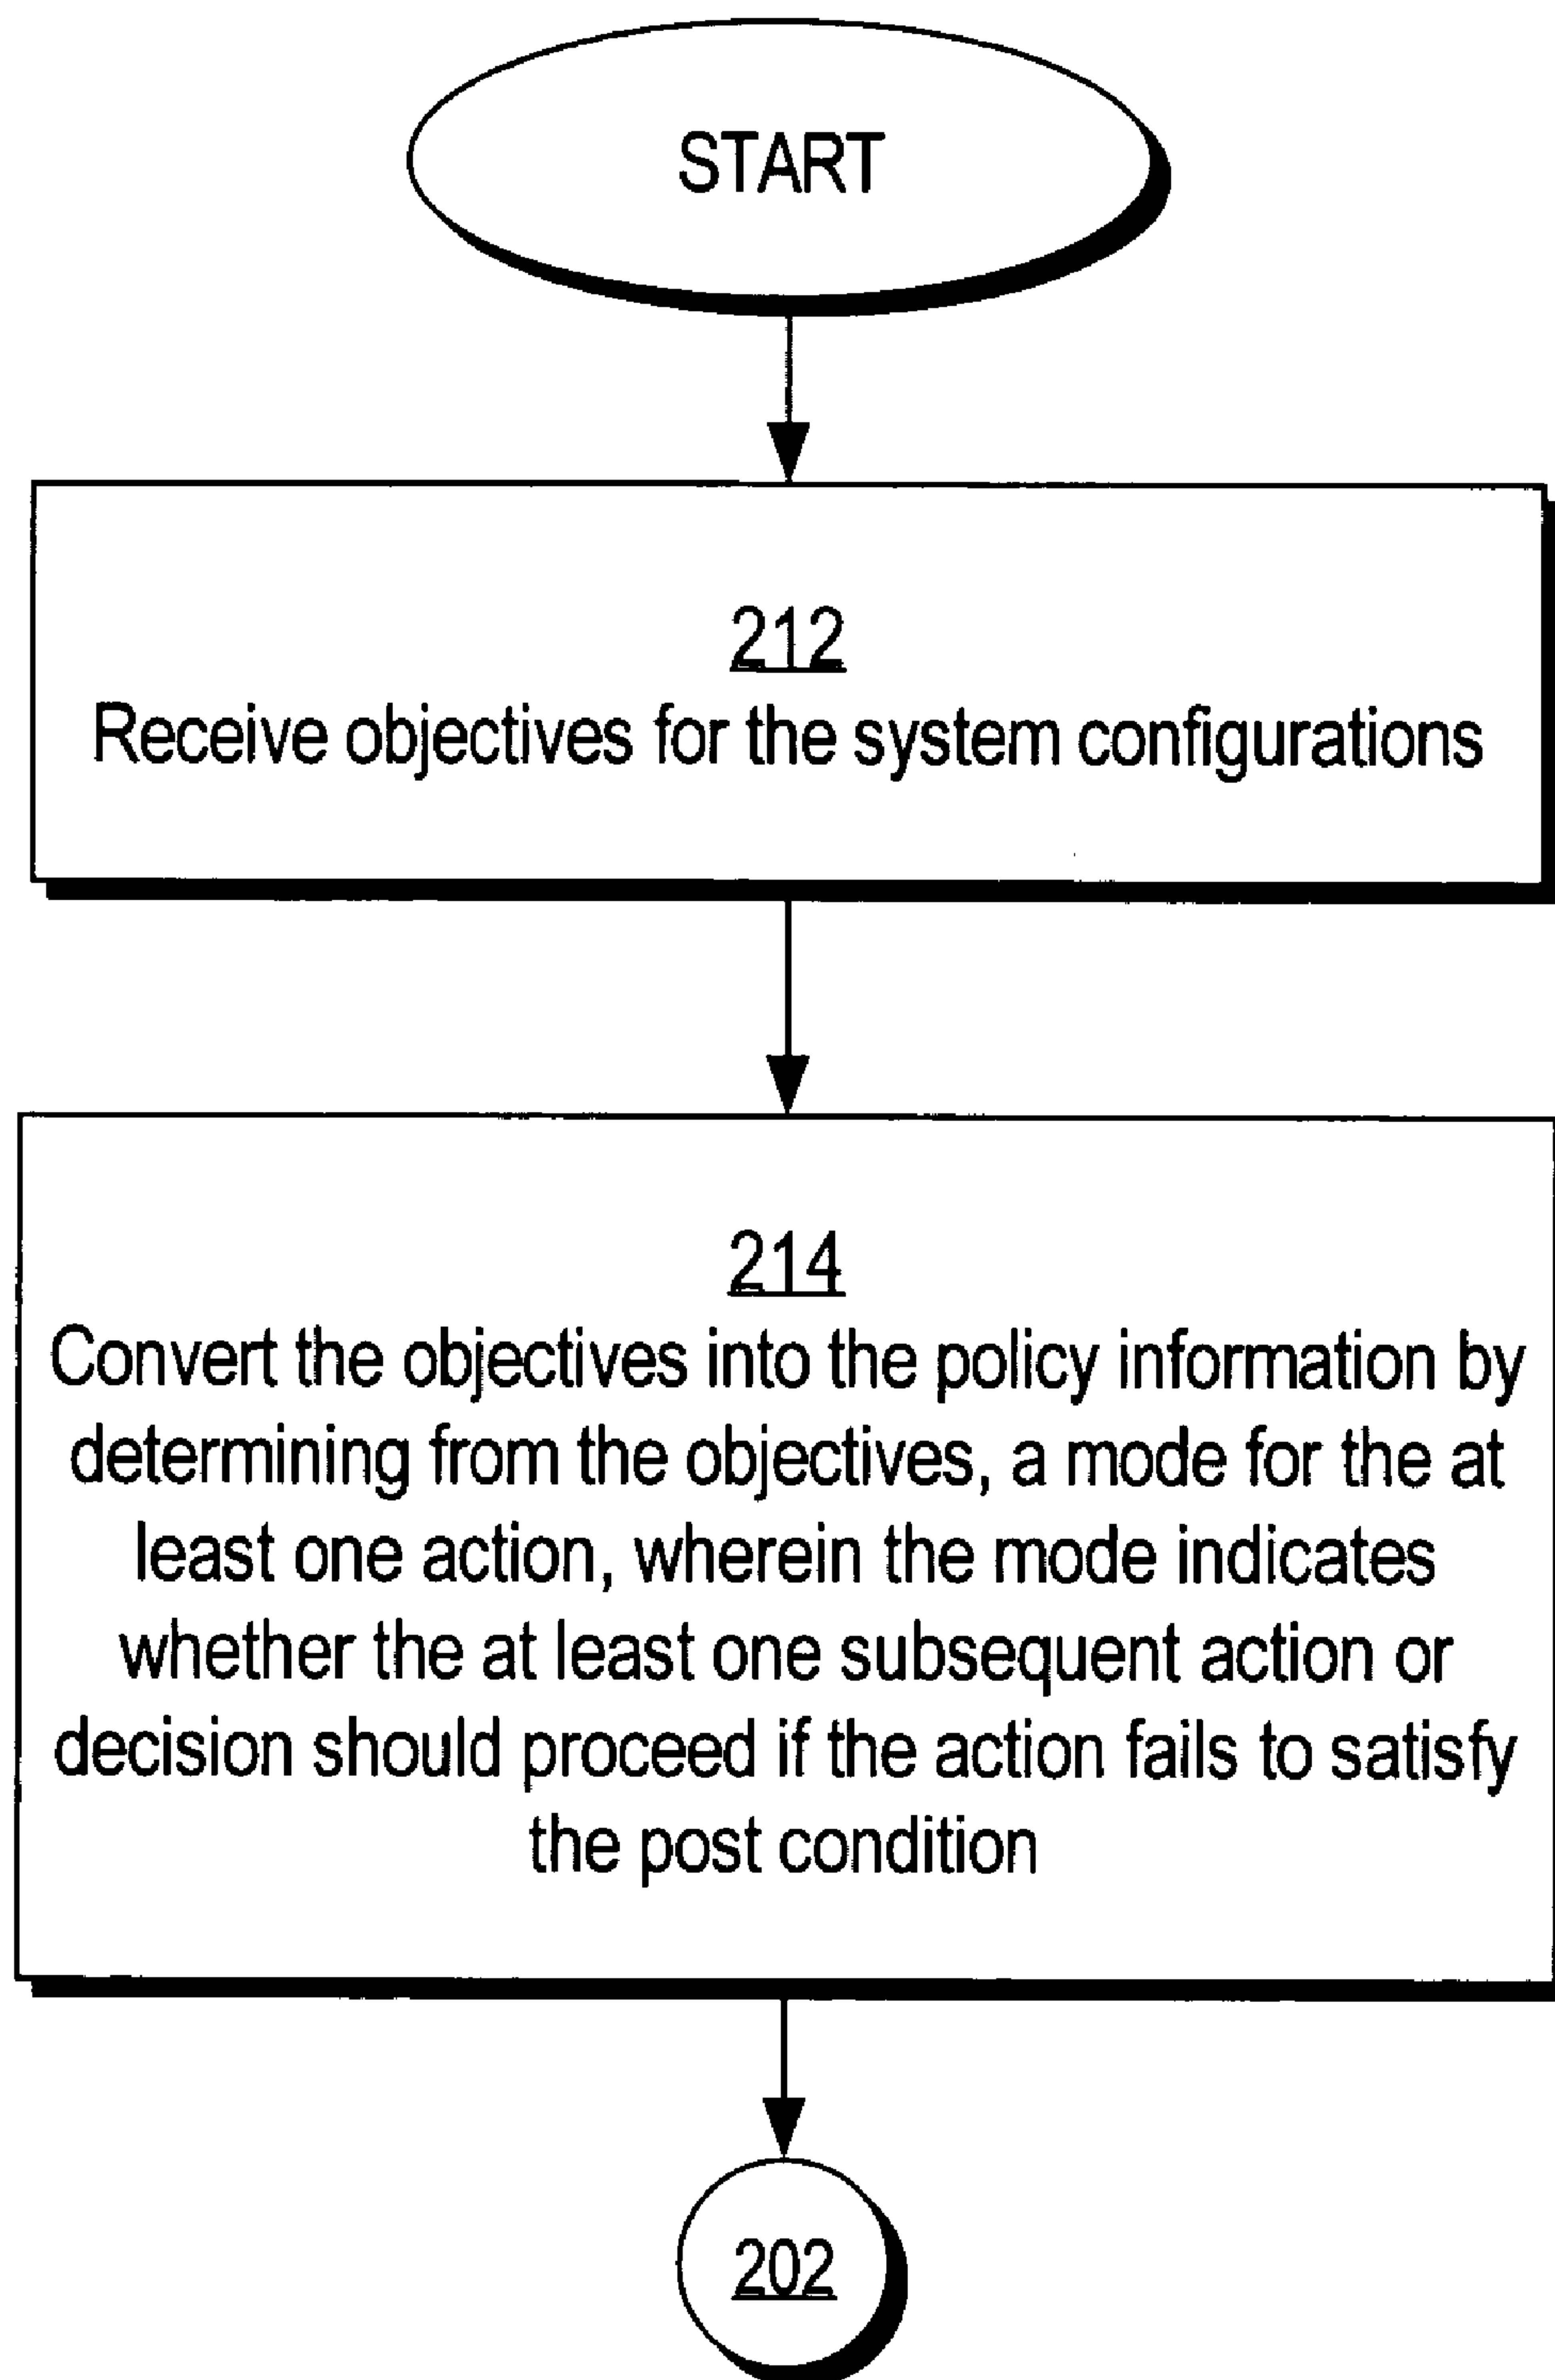 START
212
Receive objectives for the system configurations
214
Convert the objectives into the policy information by
determining from the objectives, a mode for the at
least one action, wherein the mode indicates
whether the at least one subsequent action or
decision should proceed if the action fails to satisfy
the post condition
202